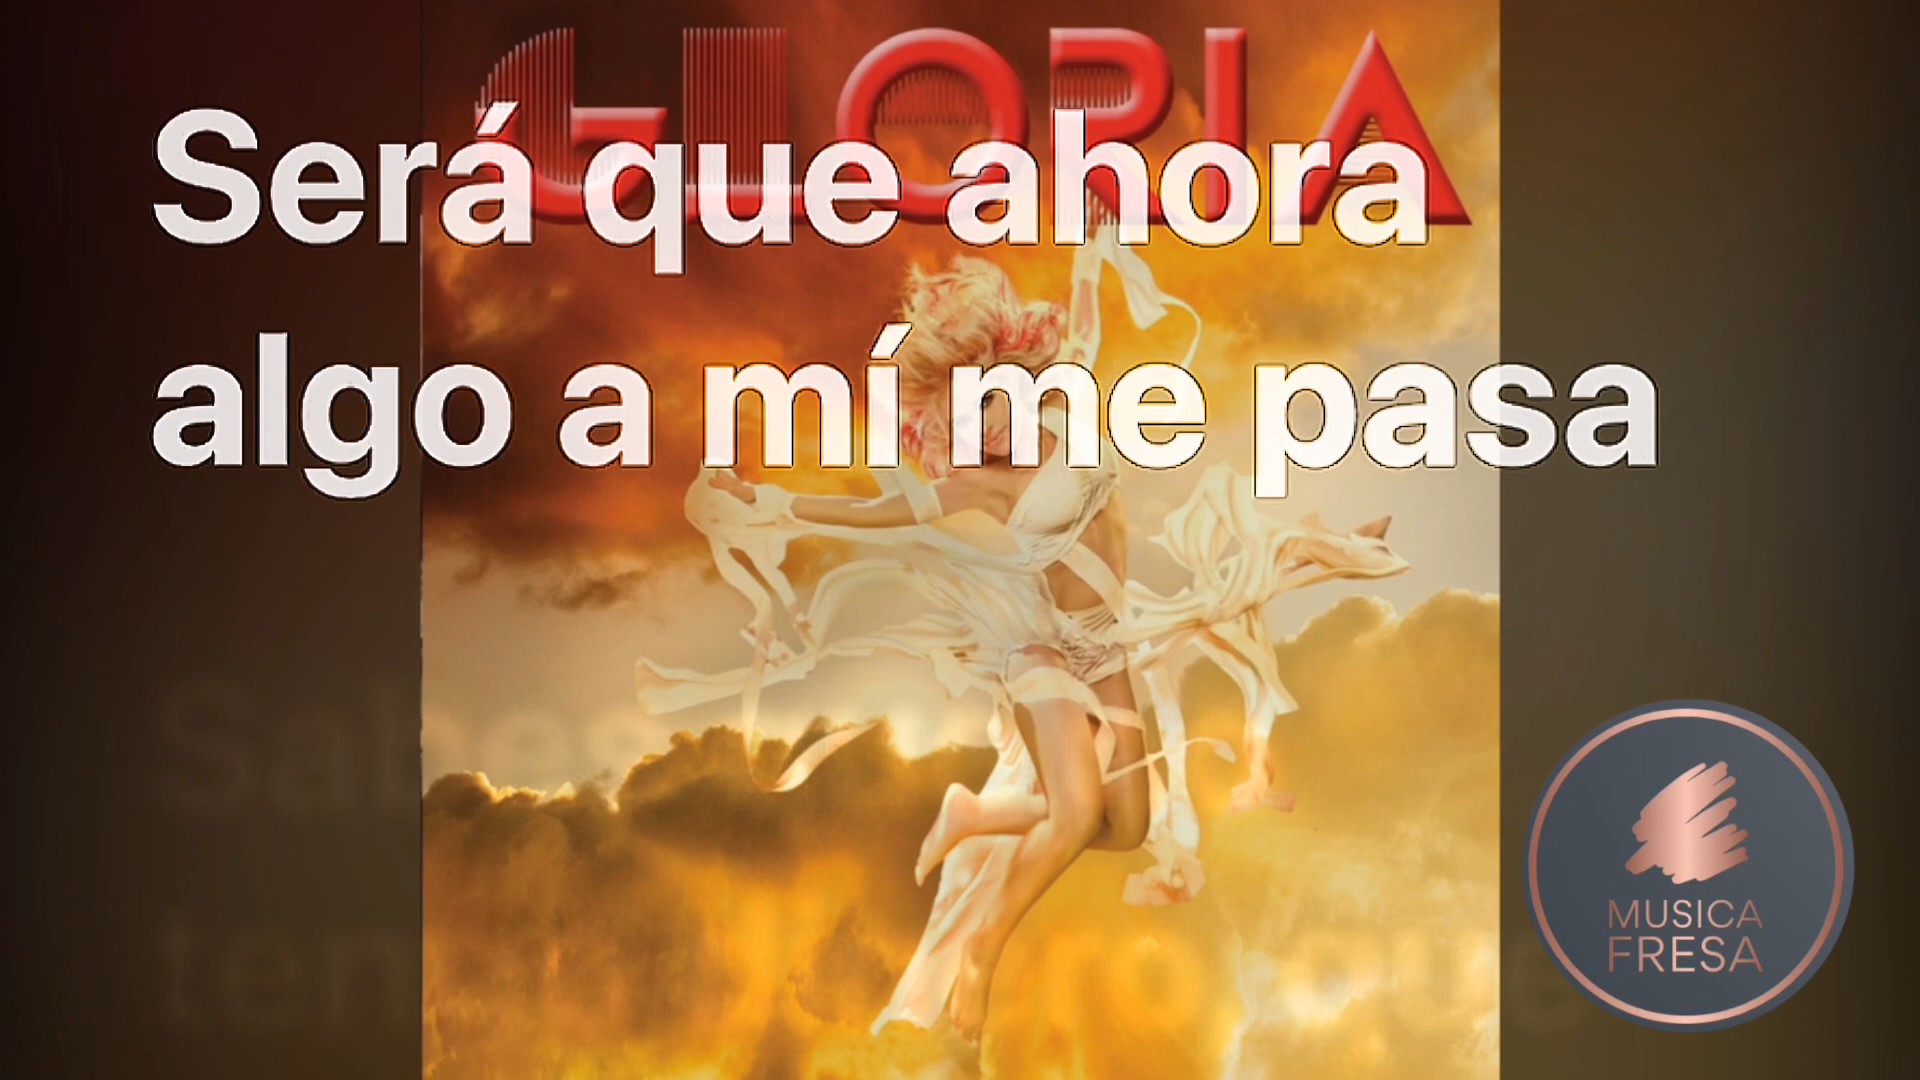 GLORIA
Será que ahora
algo a mí me pasa
MUSICA
FRESA